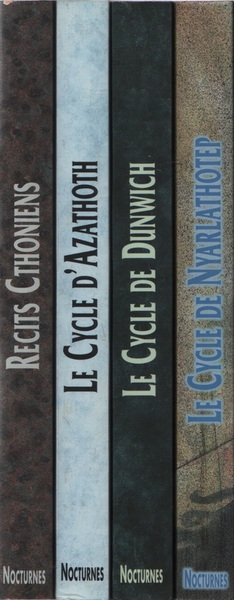 RECITS CTHONIENS
NOCTURNES
LE CYCLE D'AZATHOTH
NOCTURNES
LE CYCLE DE DUNWICH
NOCTURNES
LE CYCLE DE NYARLATHOTEP
NOCTURNES